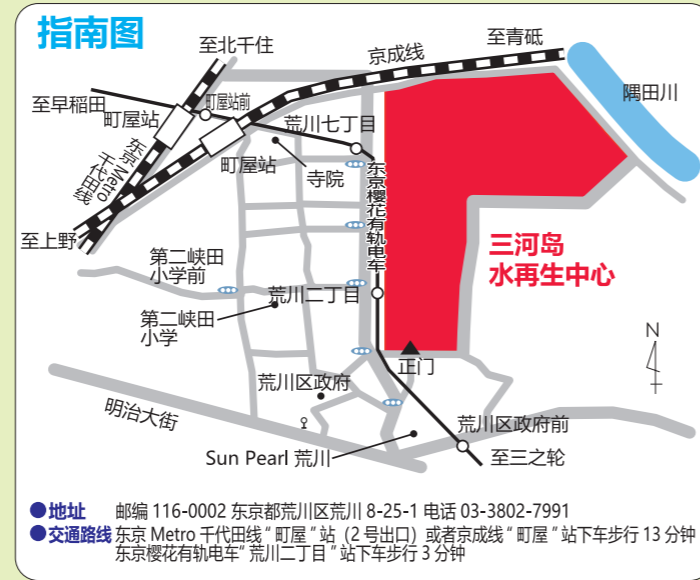 指南图
至北千住
京成线
至青砥
隅田川
至早稲田
町屋站前
町屋站
荒川七丁目
东京 Metro
千代田线
町屋站
寺院
东京樱花有轨电车
至上野
三河岛
水再生中心
第二峡田
小学前
荒川二丁目
第二峡田
小学
N
正门
荒川区政府
明治大街
荒川区政府前
Sun Pearl 荒川
至三之轮
●地址 邮编 116-0002 东京都荒川区荒川 8-25-1 电话 03-3802-7991
●交通路线 东京 Metro 千代田线“町屋”站（2 号出口）或者京成线“町屋”站下车步行 13 分钟
东京樱花有轨电车“荒川二丁目”站下车步行 3 分钟